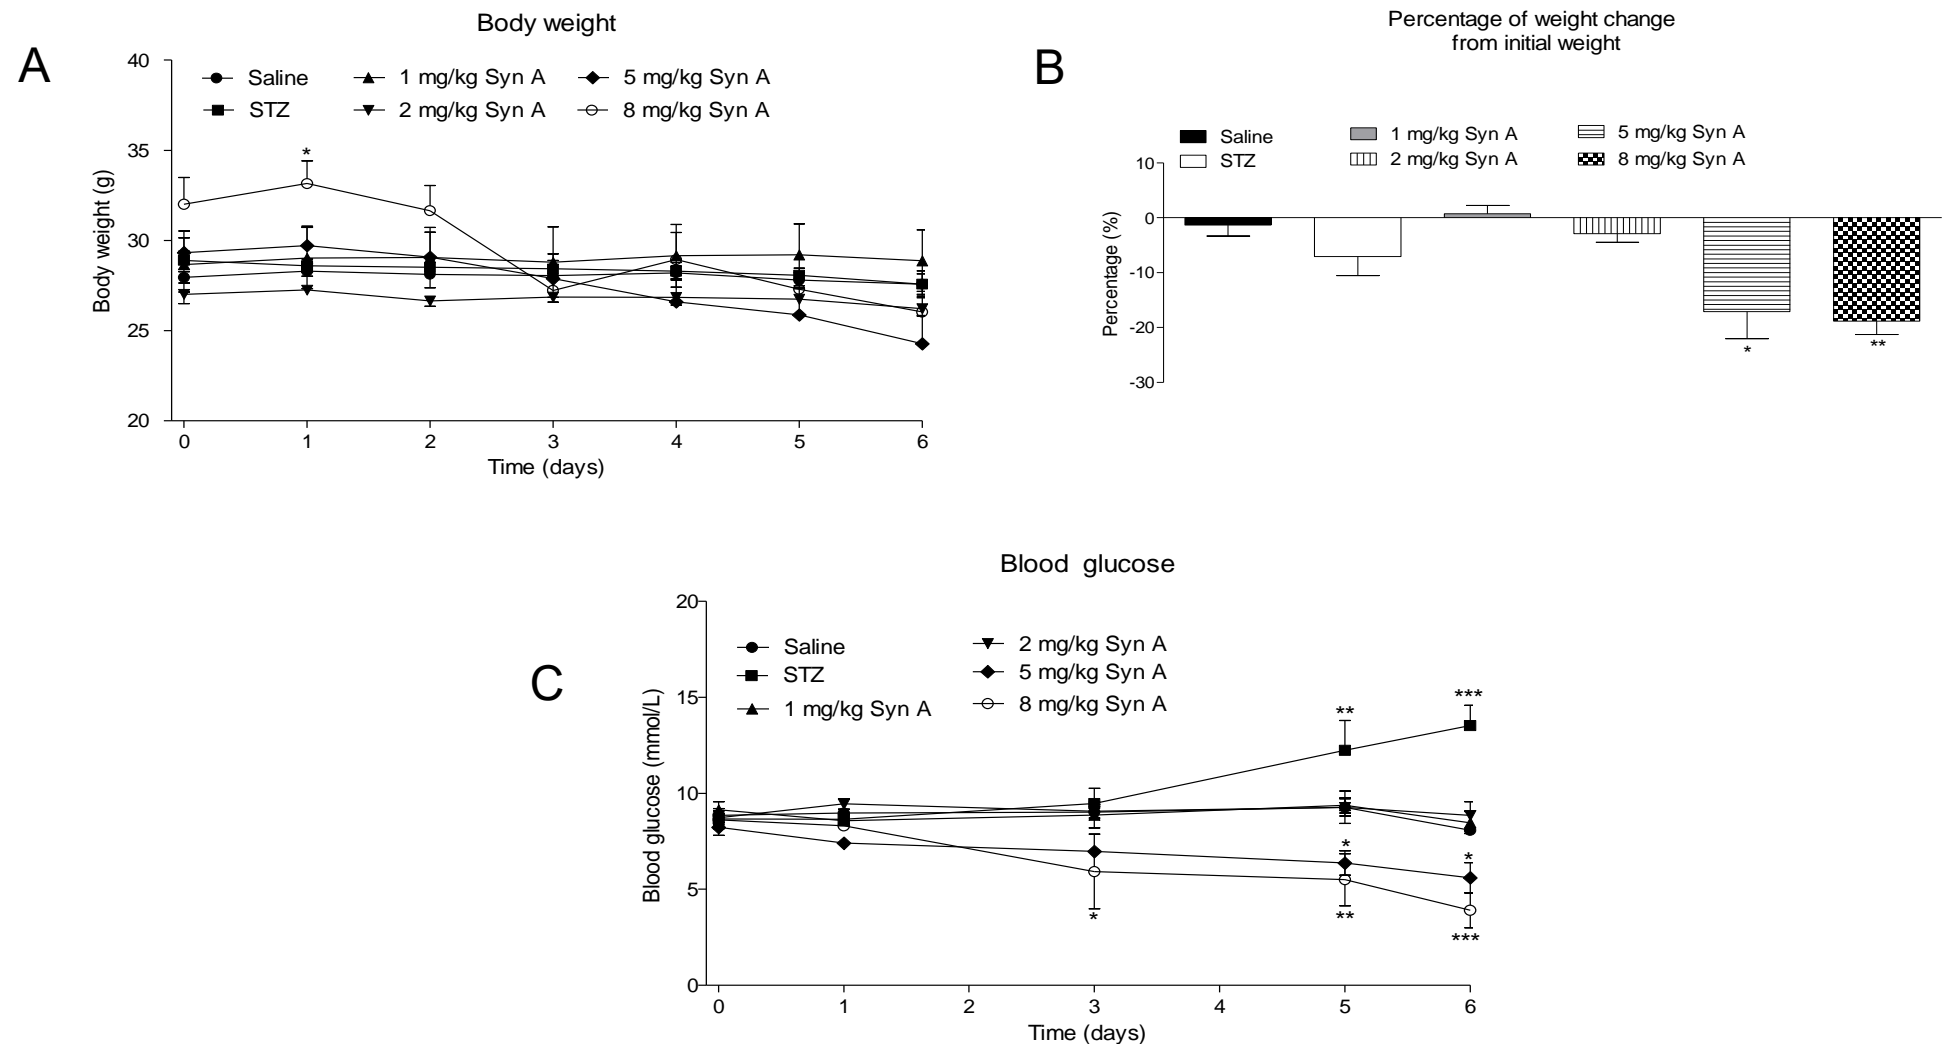 A
Body weight
Saline
1 mg/kg Syn A
5 mg/kg Syn A
STZ
2 mg/kg Syn A
8 mg/kg Syn A
Body weight (g)
40
35
30
25
20
*
0 1 2 3 4 5 6
Time (days)
B
Percentage of weight change
from initial weight
Saline
1 mg/kg Syn A
5 mg/kg Syn A
STZ
2 mg/kg Syn A
8 mg/kg Syn A
Percentage (%)
10
0
-10
-20
-30
*
**
C
Blood glucose
Saline
2 mg/kg Syn A
STZ
5 mg/kg Syn A
1 mg/kg Syn A
8 mg/kg Syn A
Blood glucose (mmol/L)
20
15
10
5
0
***
**
*
*
*
**
***
0 1 2 3 4 5 6
Time (days)